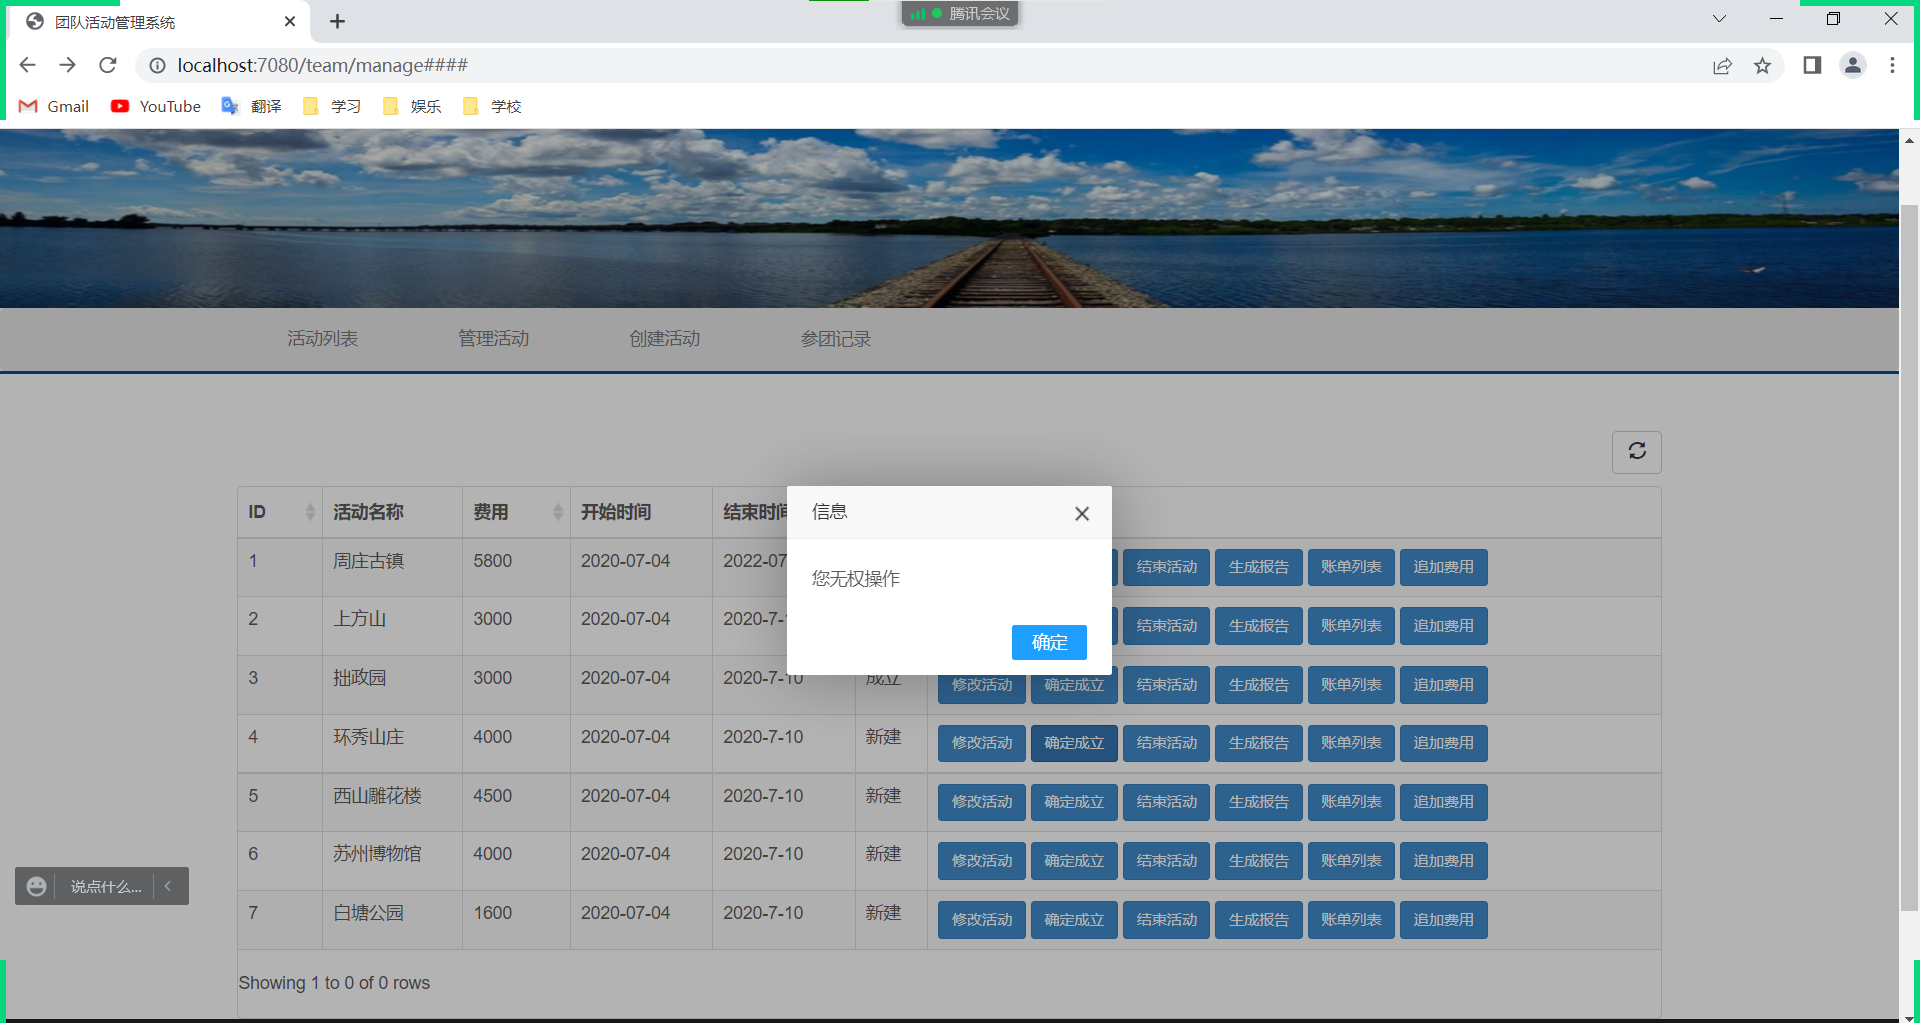 团队活动管理系统
腾讯会议
localhost:7080/team/manage####
Gmail YouTube 翻译 学习 娱乐 学校
活动列表 管理活动 创建活动 参团记录
ID 活动名称 费用 开始时间 结束时间
信息
您无权操作
确定
1 周庄古镇 5800 2020-07-04 2022-07 结束活动 生成报告 账单列表 追加费用
2 上方山 3000 2020-07-04 2020-7- 结束活动 生成报告 账单列表 追加费用
3 拙政园 3000 2020-07-04 2020-7-10 成立 修改活动 确定成立 结束活动 生成报告 账单列表 追加费用
4 环秀山庄 4000 2020-07-04 2020-7-10 新建 修改活动 确定成立 结束活动 生成报告 账单列表 追加费用
5 西山雕花楼 4500 2020-07-04 2020-7-10 新建 修改活动 确定成立 结束活动 生成报告 账单列表 追加费用
6 苏州博物馆 4000 2020-07-04 2020-7-10 新建 修改活动 确定成立 结束活动 生成报告 账单列表 追加费用
7 白塘公园 1600 2020-07-04 2020-7-10 新建 修改活动 确定成立 结束活动 生成报告 账单列表 追加费用
说点什么...
Showing 1 to 0 of 0 rows